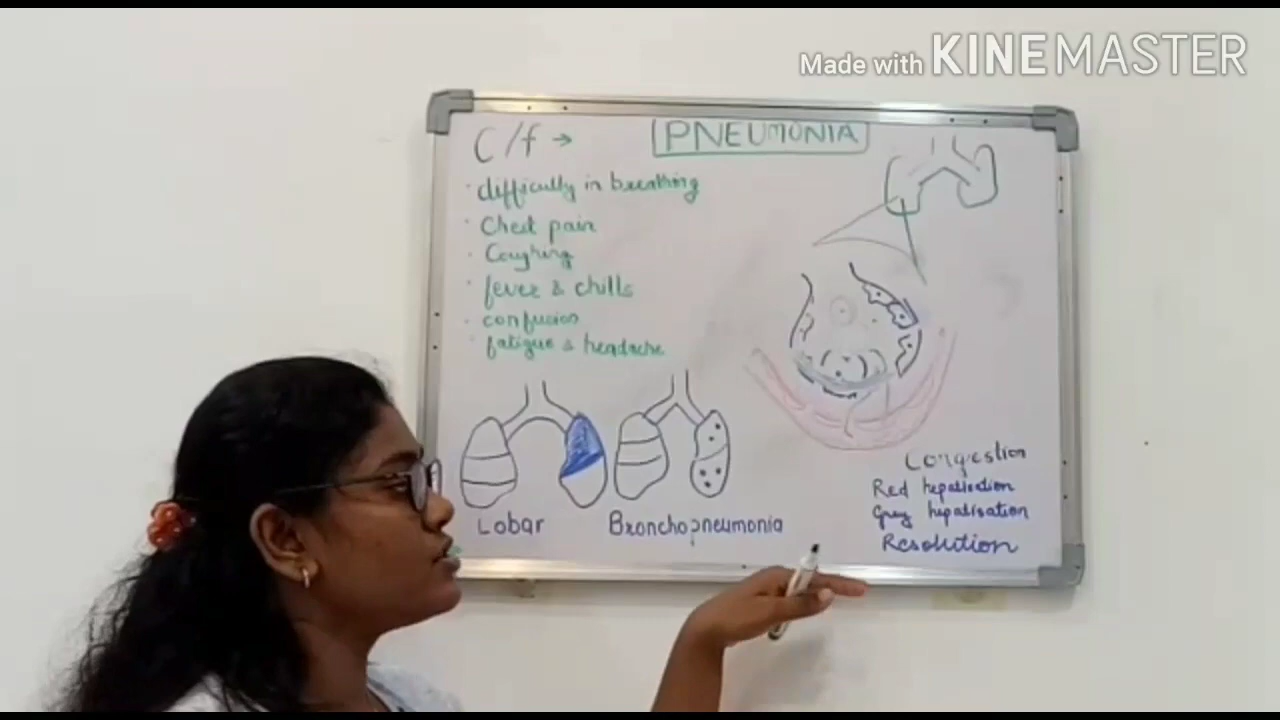 Made with KINEMASTER
C/f →
PNEUMONIA
· difficulty in breathing
· Chest pain
· Coughing
· fever & chills
· confusion
· fatigue & headache
Lobar
Bronchopneumonia
Congestion
Red hepatisation
Grey hepatisation
Resolution